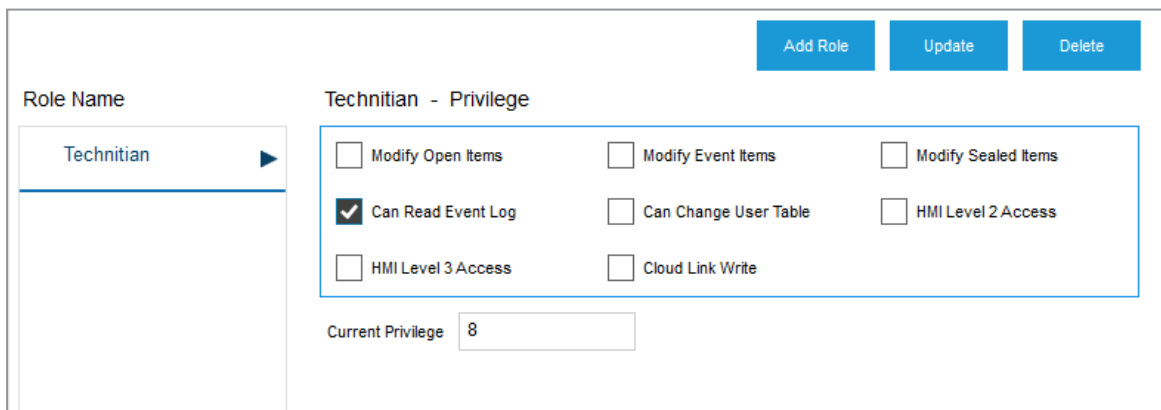 Add Role Update Delete
Role Name Technitian - Privilege
Technitian
Modify Open Items Modify Event Items Modify Sealed Items
Can Read Event Log Can Change User Table HMI Level 2 Access
HMI Level 3 Access Cloud Link Write
Current Privilege 8